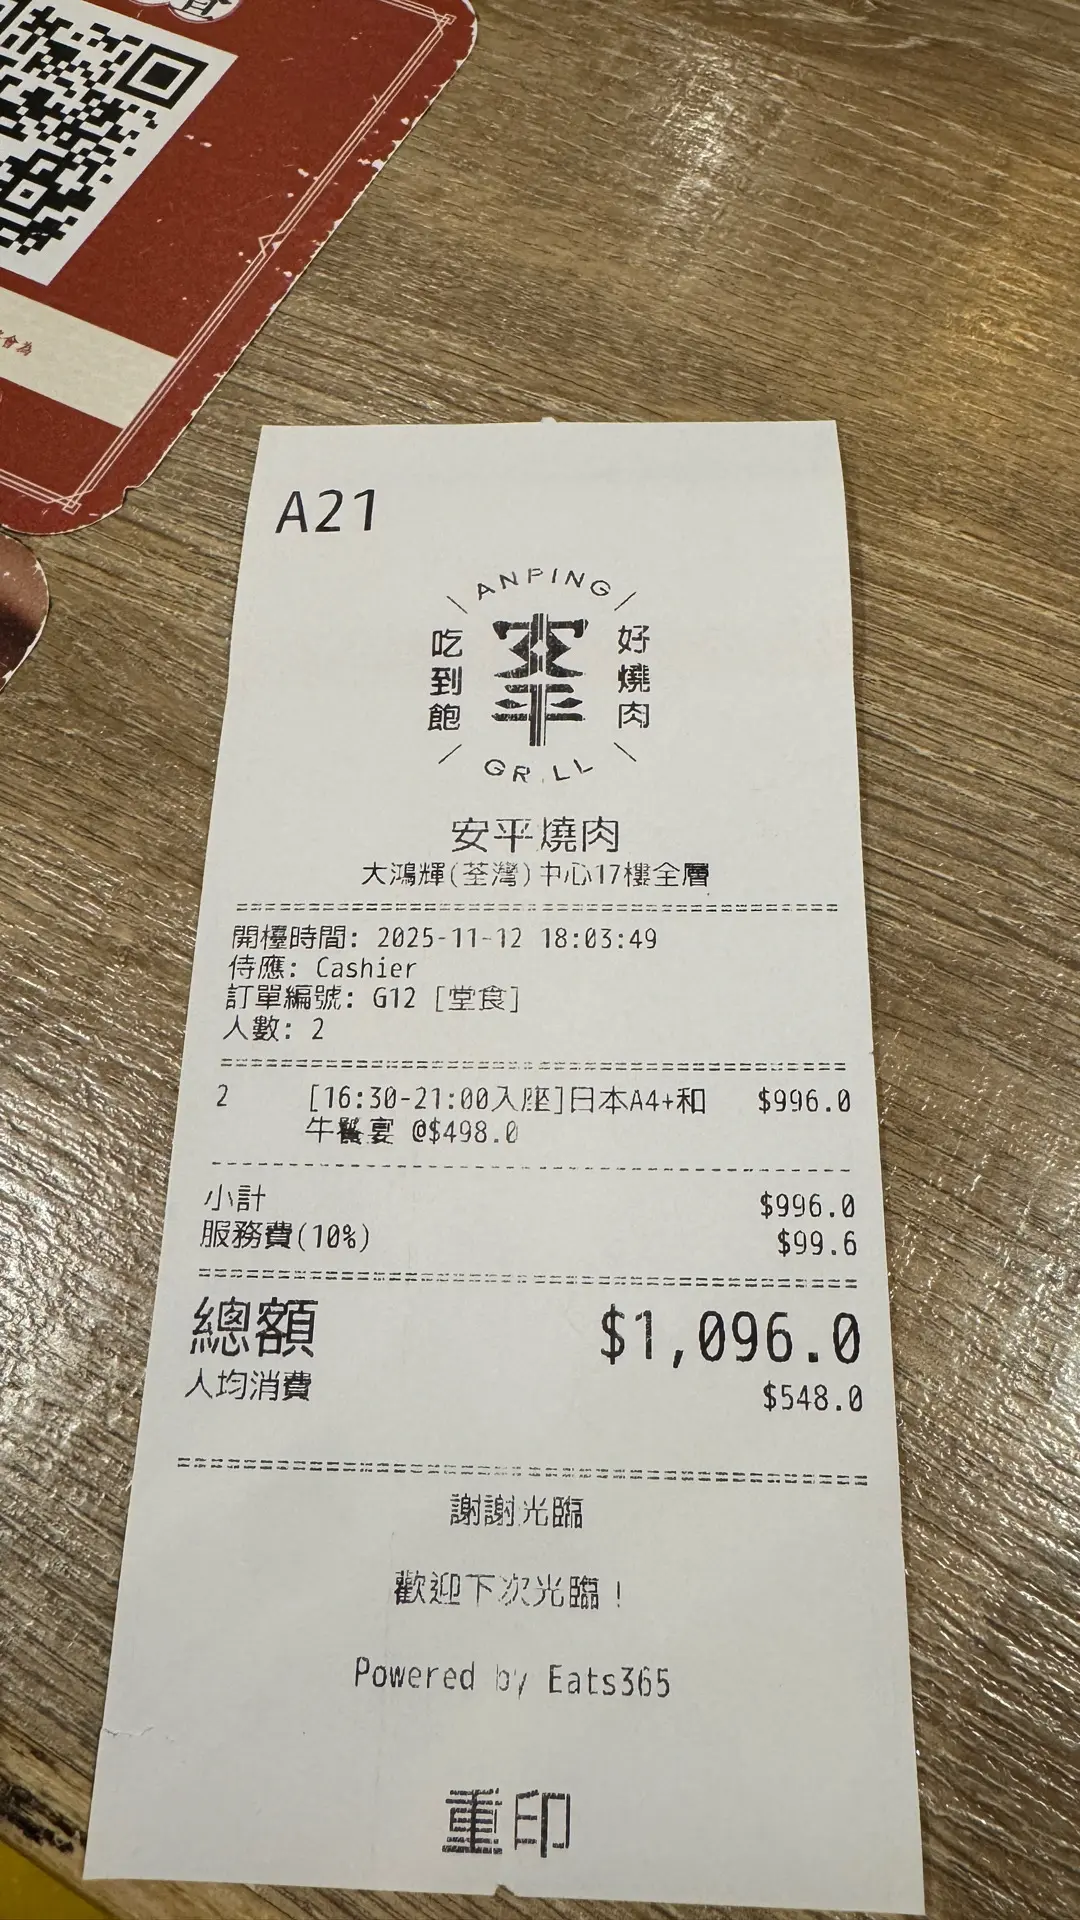 A21
ANPING
吃到飽
安平
好燒肉
GRILL
安平燒肉
大鴻輝(荃灣)中心17樓全層
開檯時間: 2025-11-12 18:03:49
侍應: Cashier
訂單編號: G12 [堂食]
人數: 2
2 [16:30-21:00入座]日本A4+和 $996.0
牛饗宴 @$498.0
小計 $996.0
服務費(10%) $99.6
總額 $1,096.0
人均消費 $548.0
謝謝光臨
歡迎下次光臨!
Powered by Eats365
重印